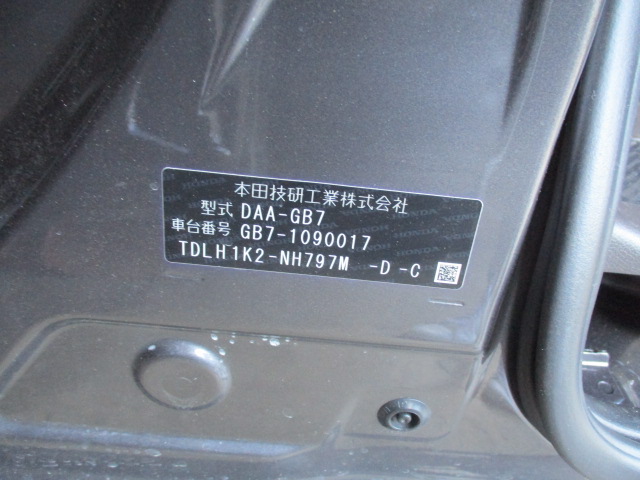 本田技研工業株式会社
型式 DAA-GB7
車台番号 GB7-1090017
TDLH1K2-NH797M -D -C